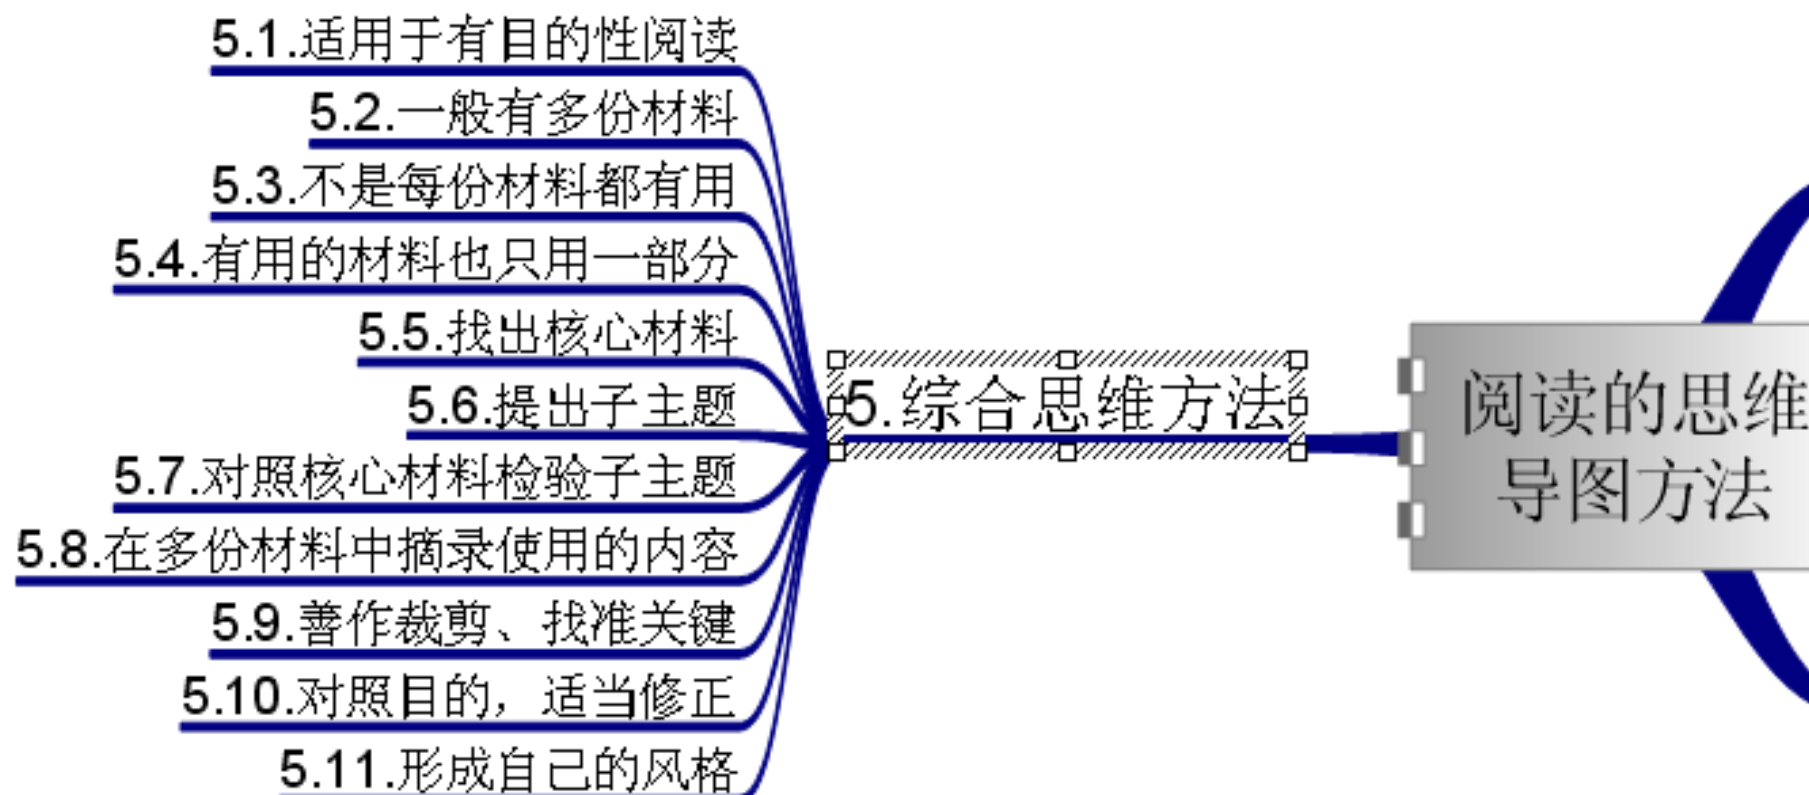 5.1.适用于有目的性阅读
5.2.一般有多份材料
5.3.不是每份材料都有用
5.4.有用的材料也只用一部分
5.5.找出核心材料
5.6.提出子主题
5.7.对照核心材料检验子主题
5.8.在多份材料中摘录使用的内容
5.9.善作裁剪、找准关键
5.10.对照目的，适当修正
5.11.形成自己的风格
5.综合思维方法
阅读的思维
导图方法